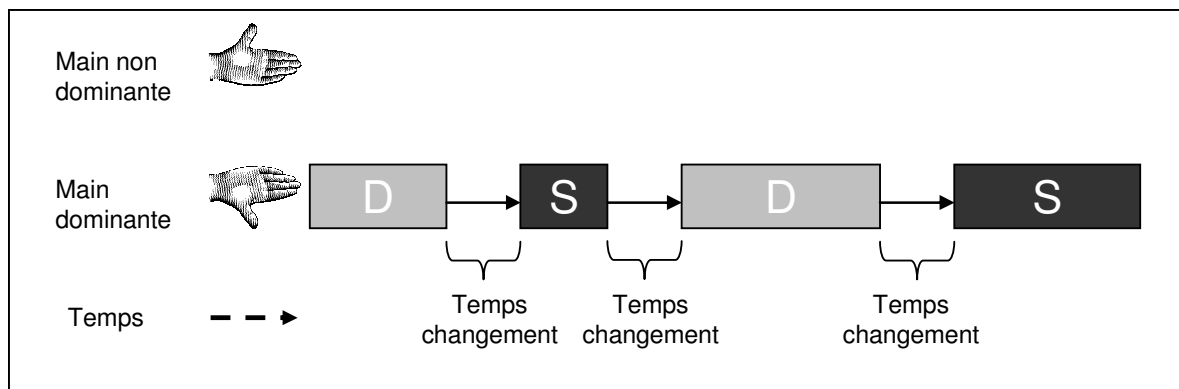 Main non
dominante
Main
dominante
D
S
D
S
Temps
changement
Temps
changement
Temps
changement
Temps